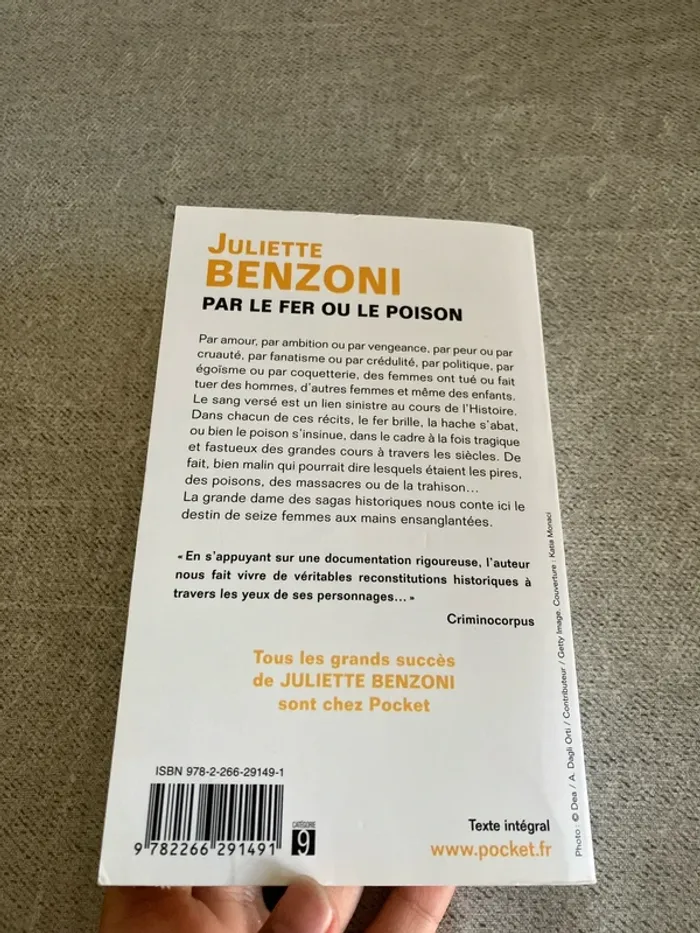 JULIETTE
BENZONI
PAR LE FER OU LE POISON
Par amour, par ambition ou par vengeance, par peur ou par
cruauté, par fanatisme ou par crédulité, par politique, par
égoïsme ou par coquetterie, des femmes ont tué ou fait
tuer des hommes, d'autres femmes et même des enfants.
Le sang versé est un lien sinistre au cours de l'Histoire.
Dans chacun de ces récits, le fer brille, la hache s'abat,
ou bien le poison s'insinue, dans le cadre à la fois tragique
et fastueux des grandes cours à travers les siècles. De
fait, bien malin qui pourrait dire lesquels étaient les pires,
des poisons, des massacres ou de la trahison...
La grande dame des sagas historiques nous conte ici le
destin de seize femmes aux mains ensanglantées.
« En s'appuyant sur une documentation rigoureuse, l'auteur
nous fait vivre de véritables reconstitutions historiques à
travers les yeux de ses personnages... »
Criminocorpus
Tous les grands succès
de JULIETTE BENZONI
sont chez Pocket
ISBN 978-2-266-29149-1
9 782266 291491
CATÉGORIE
9
Texte intégral
www.pocket.fr
Photo : © Dea / A. Dagli Orti / Contributeur / Getty Image. Couverture : Katia Monaci